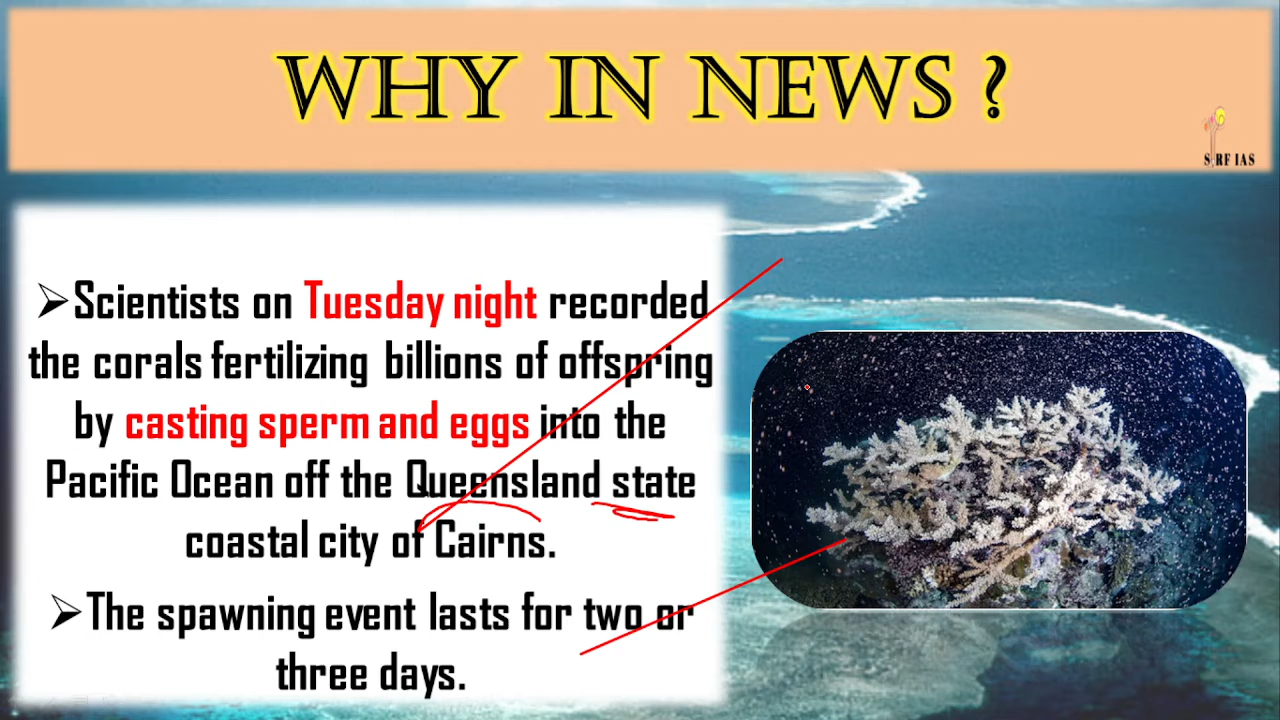 WHY IN NEWS ?
S RF IAS
➢Scientists on Tuesday night recorded
the corals fertilizing billions of offspring
by casting sperm and eggs into the
Pacific Ocean off the Queensland state
coastal city of Cairns.
➢The spawning event lasts for two or
three days.